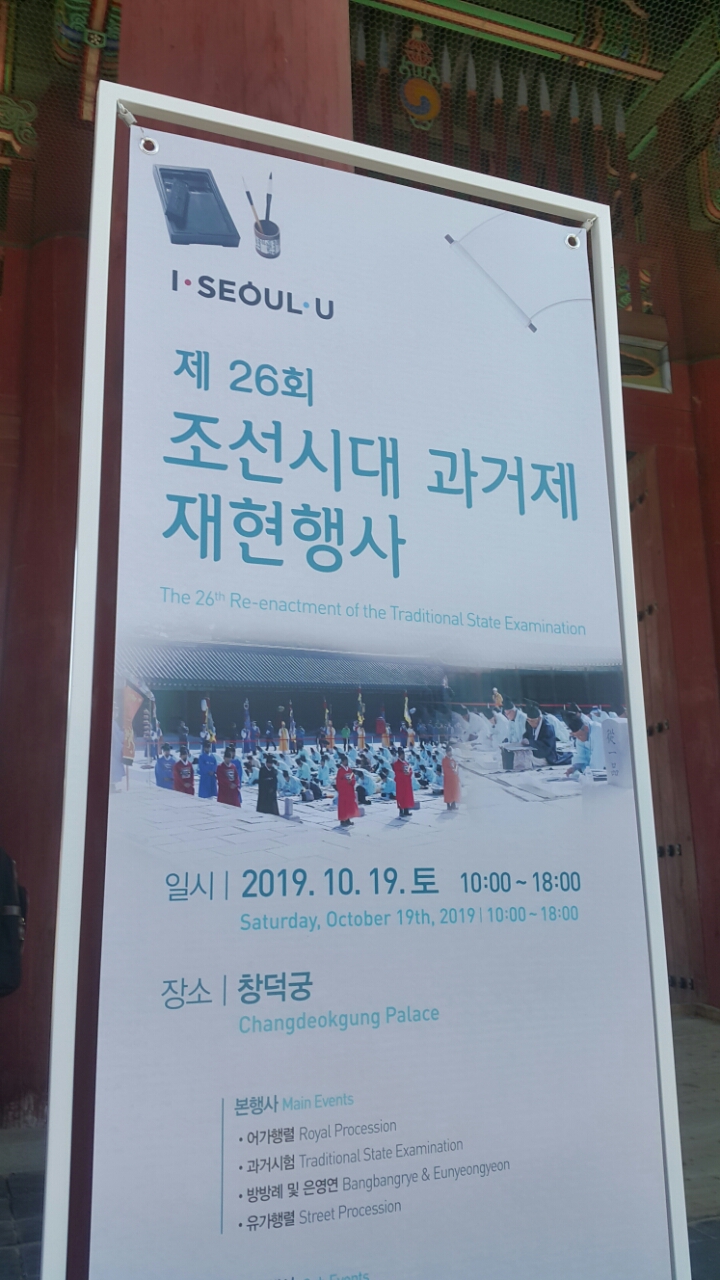 I·SEOUL·U
제 26회
조선시대 과거제
재현행사
The 26th Re-enactment of the Traditional State Examination
일시 | 2019. 10. 19. 토 10:00 ~ 18:00
Saturday, October 19th, 2019 | 10:00 ~ 18:00
장소 | 창덕궁
Changdeokgung Palace
본행사 Main Events
• 어가행렬 Royal Procession
• 과거시험 Traditional State Examination
• 방방례 및 은영연 Bangbangrye & Eunyeongyeon
• 유가행렬 Street Procession
Events